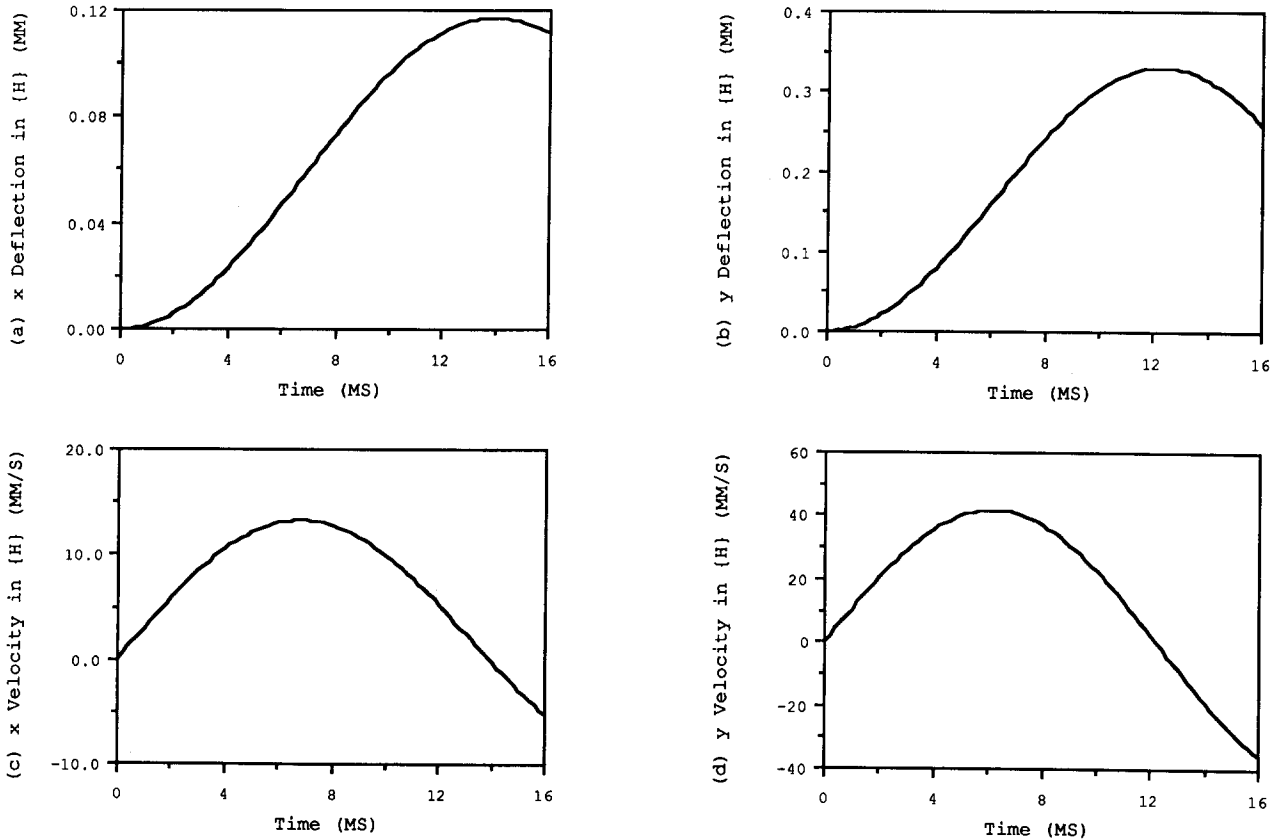 (a) x Deflection in {H} (MM)
0.12
0.08
0.04
0.00
0 4 8 12 16
Time (MS)
(b) y Deflection in {H} (MM)
0.4
0.3
0.2
0.1
0.0
0 4 8 12 16
Time (MS)
(c) x Velocity in {H} (MM/S)
20.0
10.0
0.0
-10.0
0 4 8 12 16
Time (MS)
(d) y Velocity in {H} (MM/S)
60
40
20
0
-20
-40
0 4 8 12 16
Time (MS)